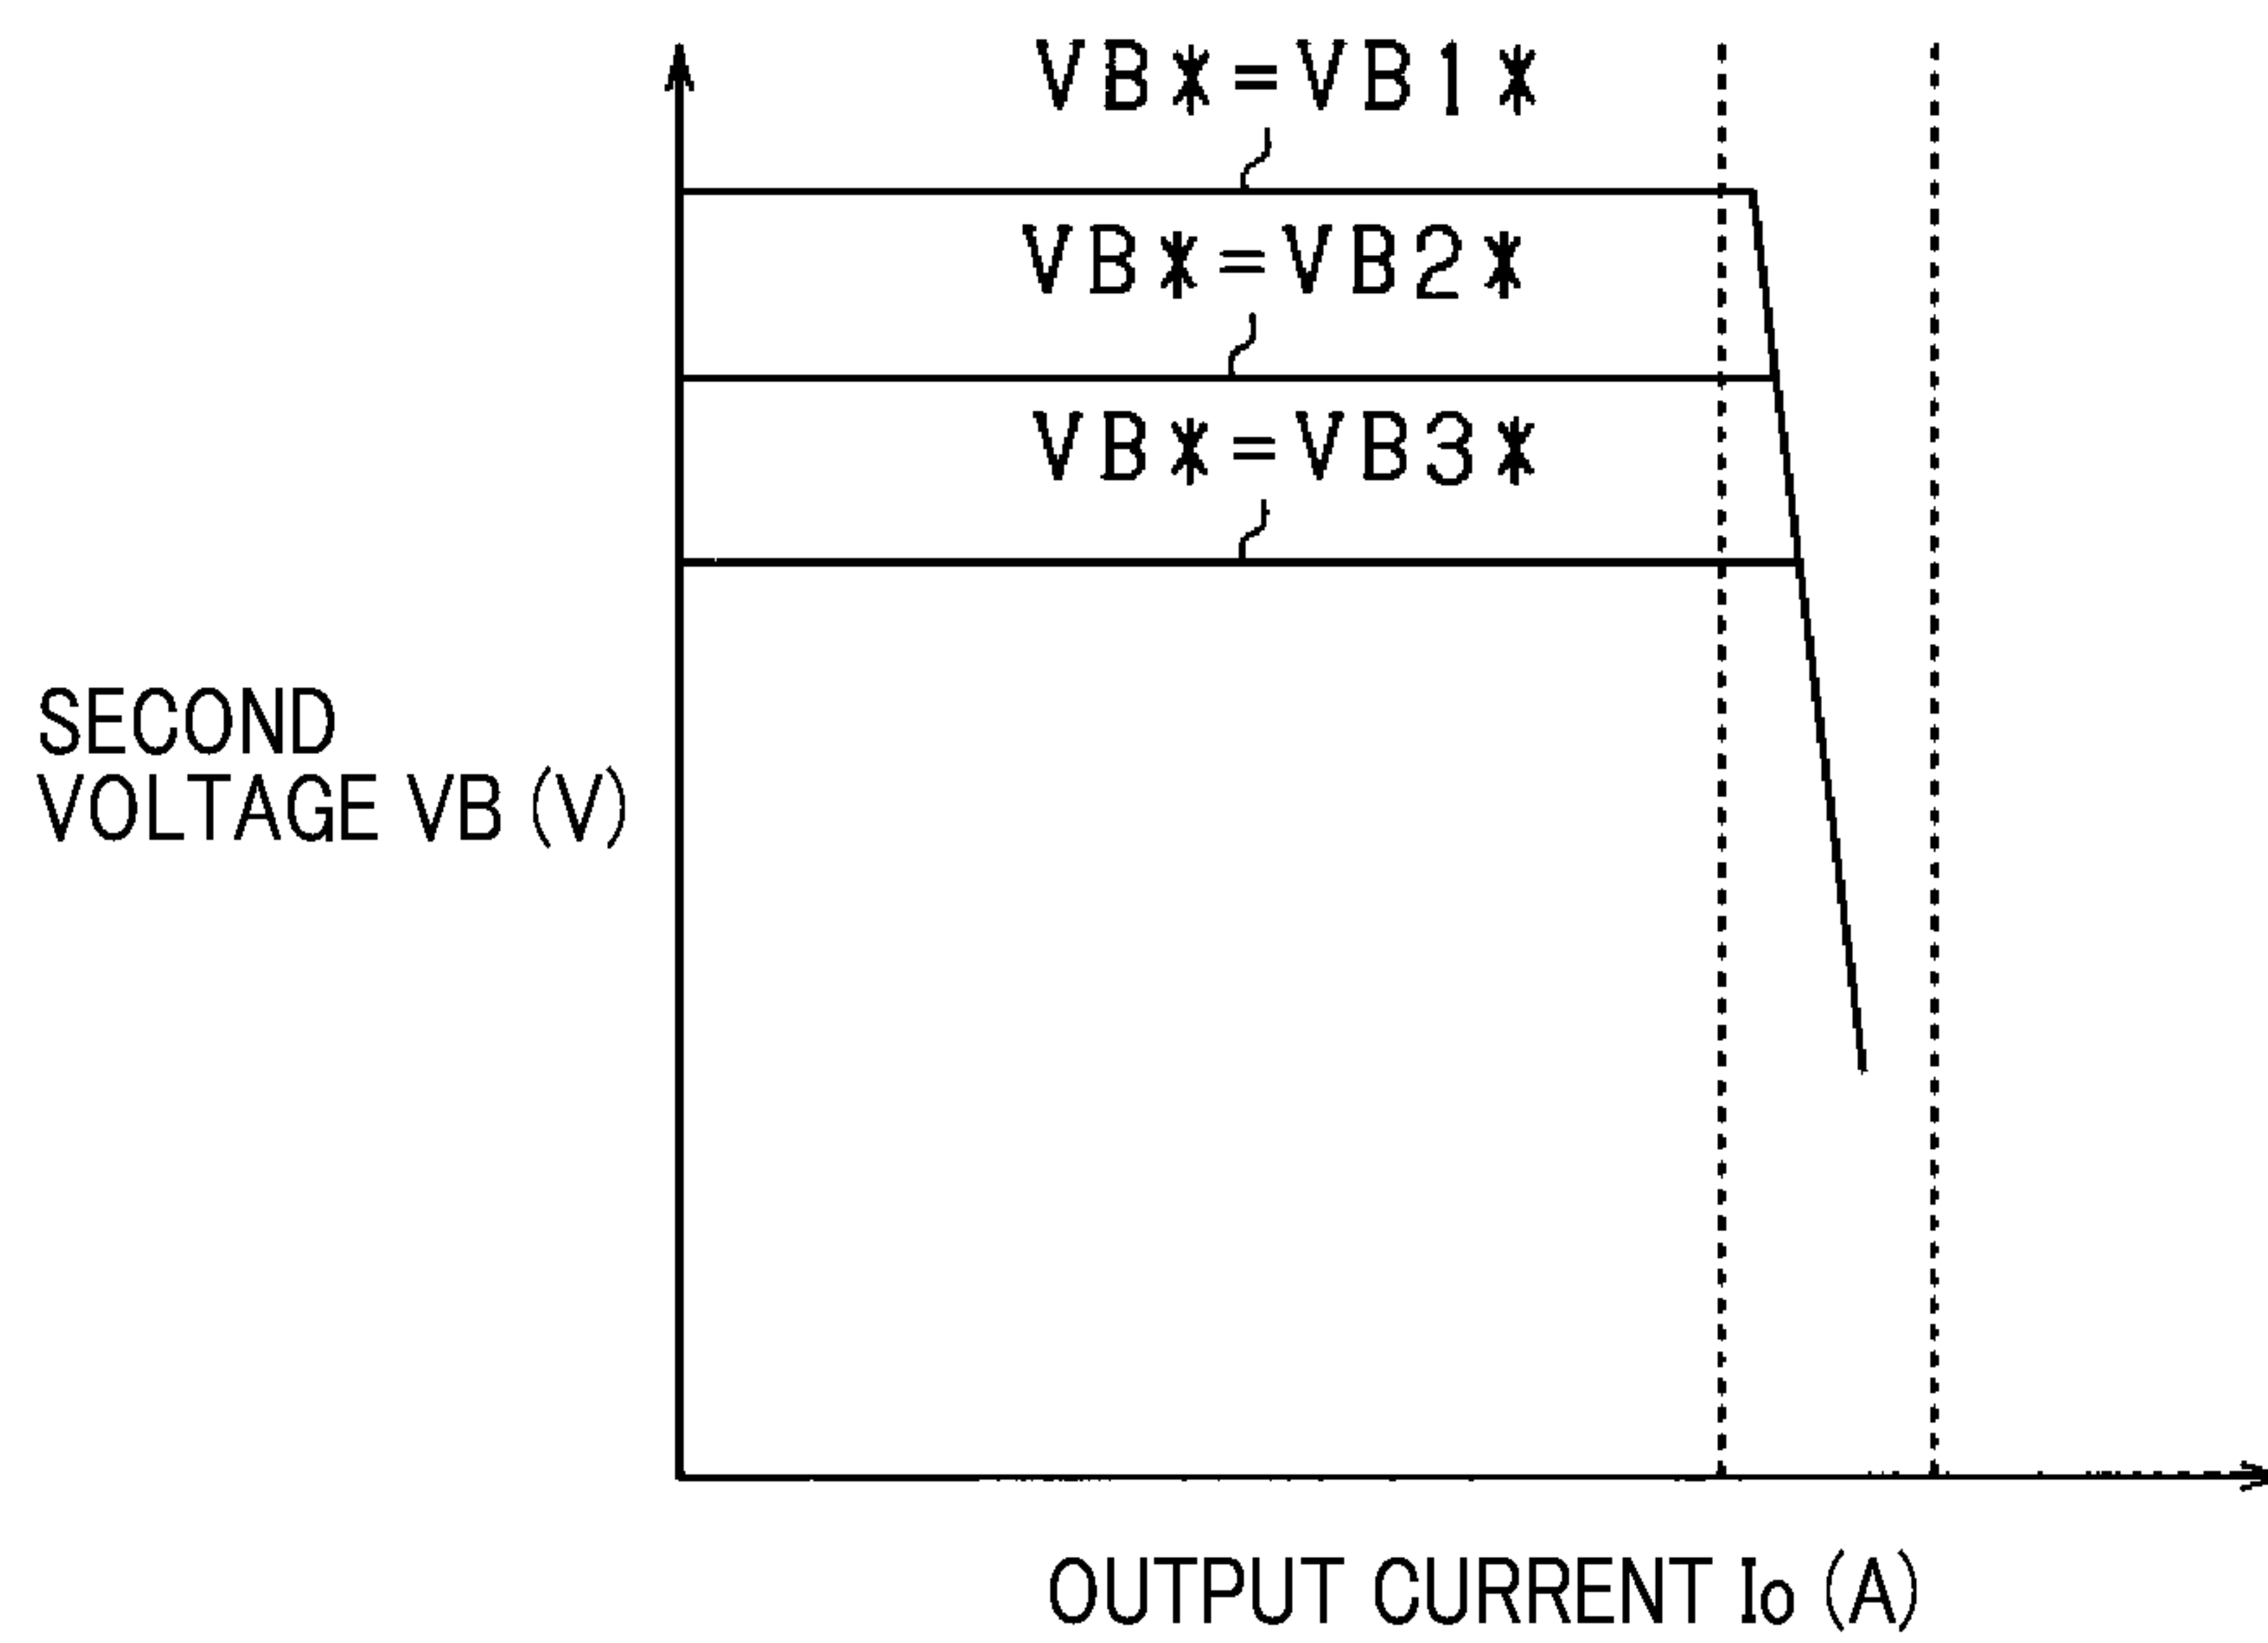 VB*=VB1*
VB*=VB2*
VB*=VB3*
SECOND
VOLTAGE VB (V)
OUTPUT CURRENT Io (A)